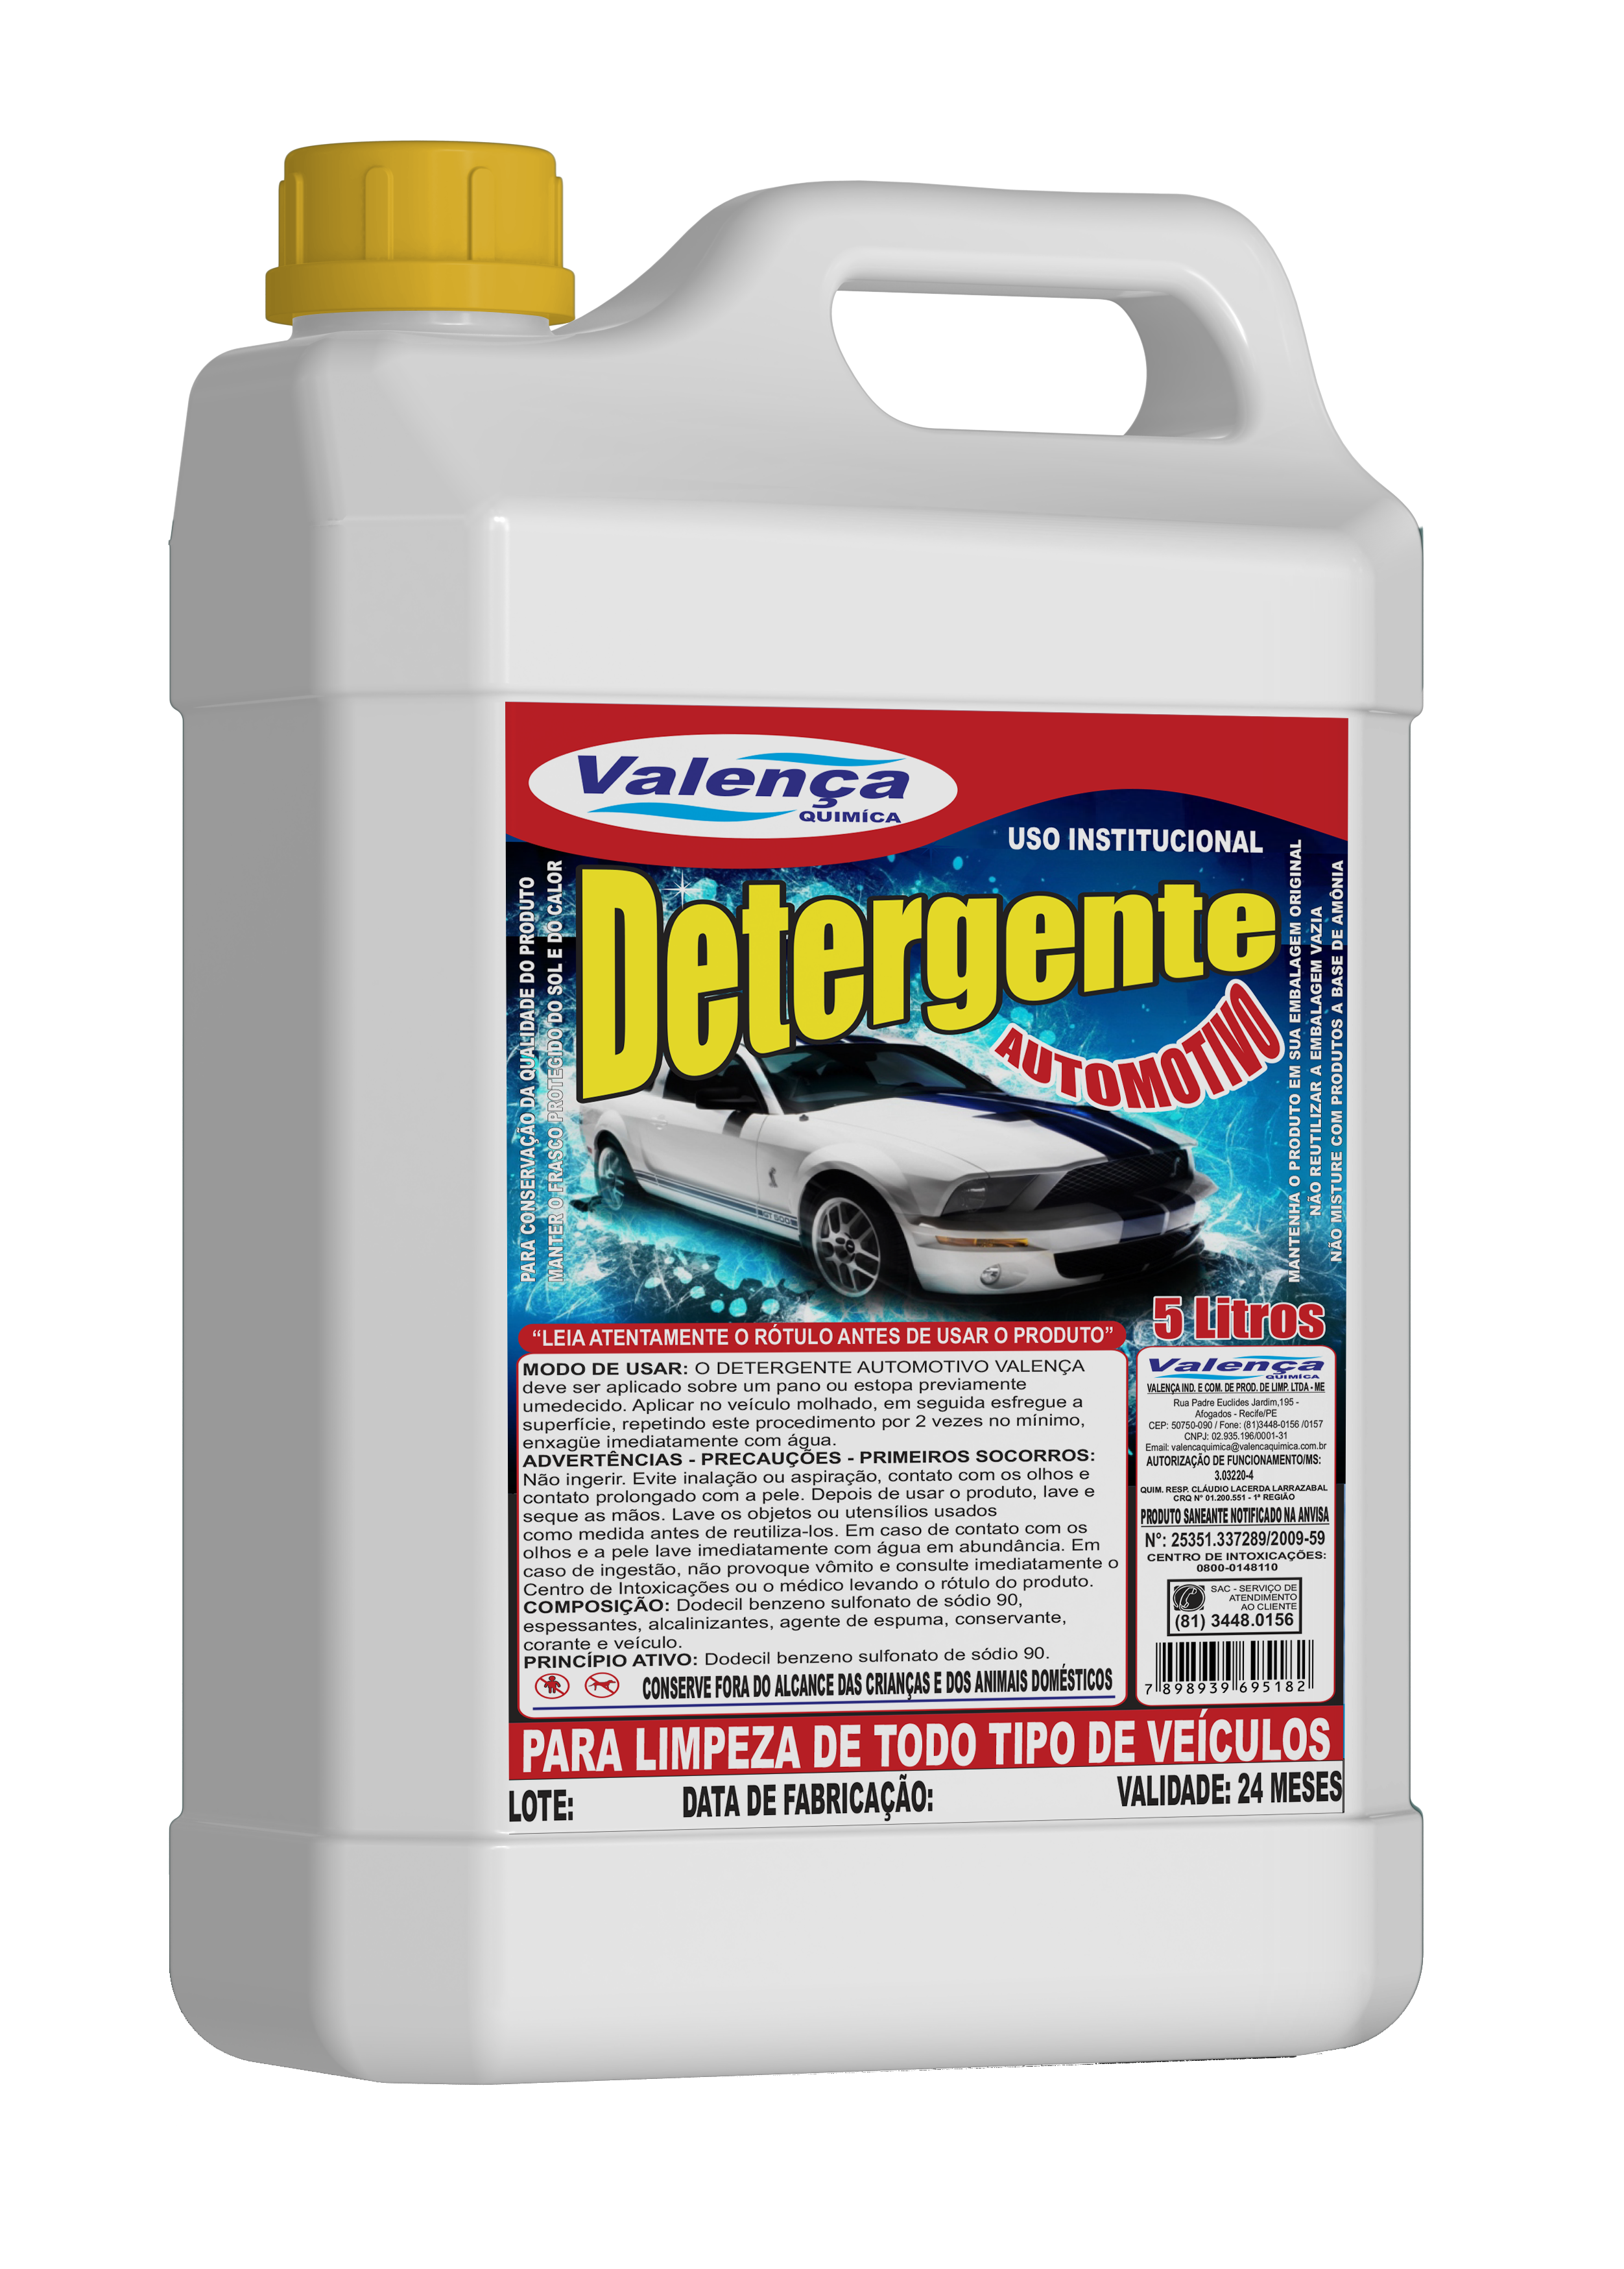 Valença
QUIMÍCA
USO INSTITUCIONAL
Detergente
AUTOMOTIVO
PARA CONSERVAÇÃO DA QUALIDADE DO PRODUTO
MANTER O FRASCO PROTEGIDO DO SOL E DO CALOR
MANTENHA O PRODUTO EM SUA EMBALAGEM ORIGINAL
NÃO REUTILIZAR A EMBALAGEM VAZIA
NÃO MISTURE COM PRODUTOS A BASE DE AMÔNIA
GT 500
5 Litros
“LEIA ATENTAMENTE O RÓTULO ANTES DE USAR O PRODUTO”
MODO DE USAR: O DETERGENTE AUTOMOTIVO VALENÇA
deve ser aplicado sobre um pano ou estopa previamente
umedecido. Aplicar no veículo molhado, em seguida esfregue a
superfície, repetindo este procedimento por 2 vezes no mínimo,
enxagüe imediatamente com água.
ADVERTÊNCIAS - PRECAUÇÕES - PRIMEIROS SOCORROS:
Não ingerir. Evite inalação ou aspiração, contato com os olhos e
contato prolongado com a pele. Depois de usar o produto, lave e
seque as mãos. Lave os objetos ou utensílios usados
como medida antes de reutiliza-los. Em caso de contato com os
olhos e a pele lave imediatamente com água em abundância. Em
caso de ingestão, não provoque vômito e consulte imediatamente o
Centro de Intoxicações ou o médico levando o rótulo do produto.
COMPOSIÇÃO: Dodecil benzeno sulfonato de sódio 90,
espessantes, alcalinizantes, agente de espuma, conservante,
corante e veículo.
PRINCÍPIO ATIVO: Dodecil benzeno sulfonato de sódio 90.
CONSERVE FORA DO ALCANCE DAS CRIANÇAS E DOS ANIMAIS DOMÉSTICOS
Valença
QUIMÍCA
VALENÇA IND. E COM. DE PROD. DE LIMP. LTDA - ME
Rua Padre Euclides Jardim,195 -
Afogados - Recife/PE
CEP: 50750-090 / Fone: (81)3448-0156 /0157
CNPJ: 02.935.196/0001-31
Email: valencaquimica@valencaquimica.com.br
AUTORIZAÇÃO DE FUNCIONAMENTO/MS:
3.03220-4
QUIM. RESP. CLÁUDIO LACERDA LARRAZABAL
CRQ N° 01.200.551 - 1ª REGIÃO
PRODUTO SANEANTE NOTIFICADO NA ANVISA
N°: 25351.337289/2009-59
CENTRO DE INTOXICAÇÕES:
0800-0148110
SAC - SERVIÇO DE
ATENDIMENTO
AO CLIENTE
(81) 3448.0156
7 898939 695182
PARA LIMPEZA DE TODO TIPO DE VEÍCULOS
LOTE: DATA DE FABRICAÇÃO: VALIDADE: 24 MESES